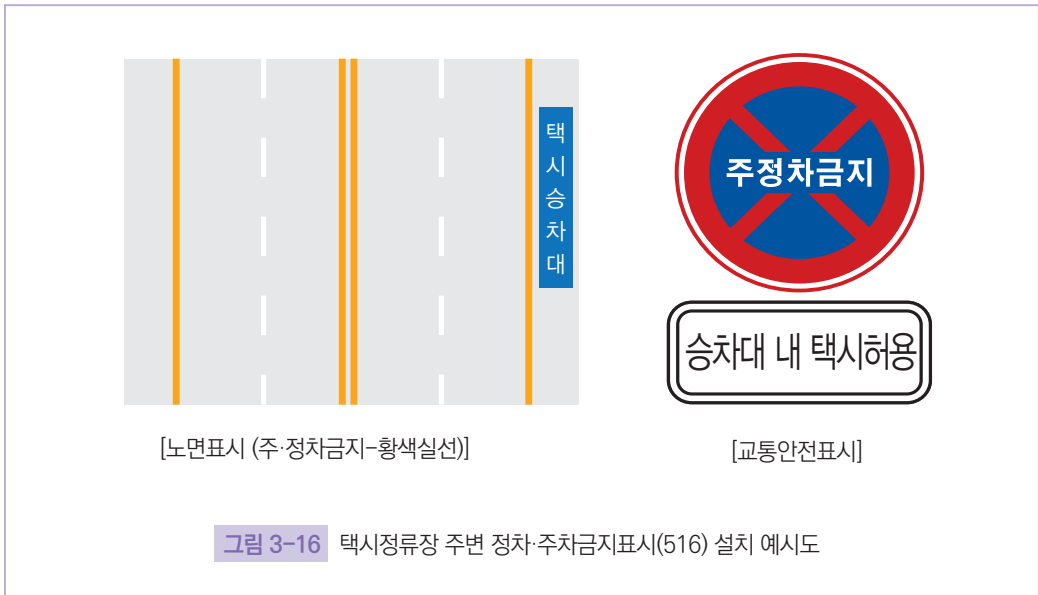 택시승차대
주정차금지
승차대 내 택시허용
[노면표시 (주·정차금지-황색실선)]
[교통안전표시]
그림 3-16 택시정류장 주변 정차·주차금지표시(516) 설치 예시도